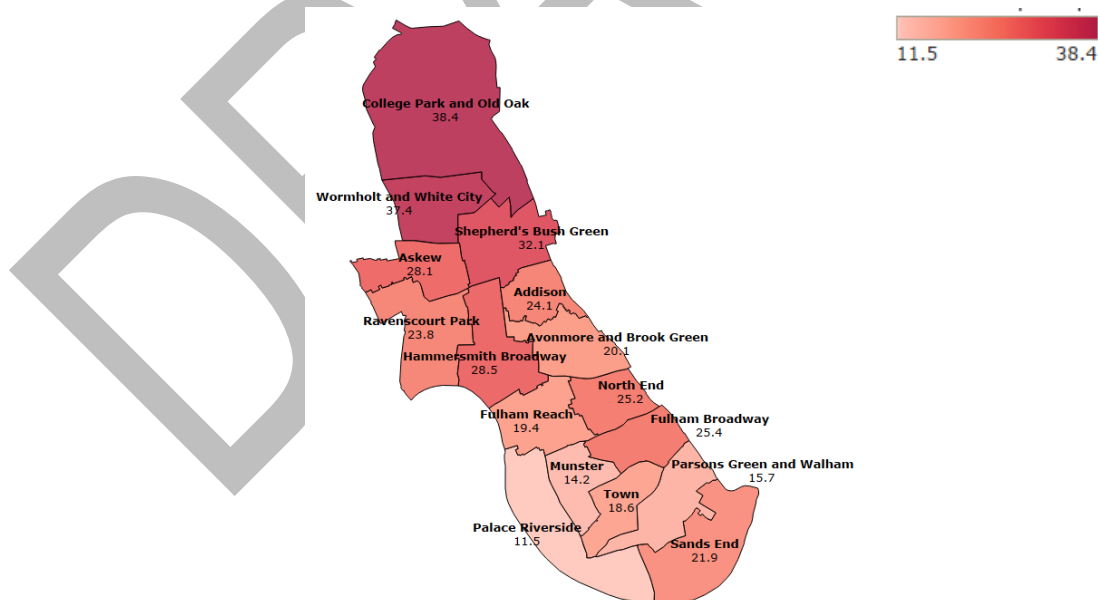 11.5 38.4
College Park and Old Oak
38.4
Wormholt and White City
37.4
Shepherd's Bush Green
32.1
Askew
28.1
Addison
24.1
Ravenscourt Park
23.8
Avonmore and Brook Green
20.1
Hammersmith Broadway
28.5
North End
25.2
Fulham Reach
19.4
Fulham Broadway
25.4
Munster
14.2
Parsons Green and Walham
15.7
Town
18.6
Palace Riverside
11.5
Sands End
21.9